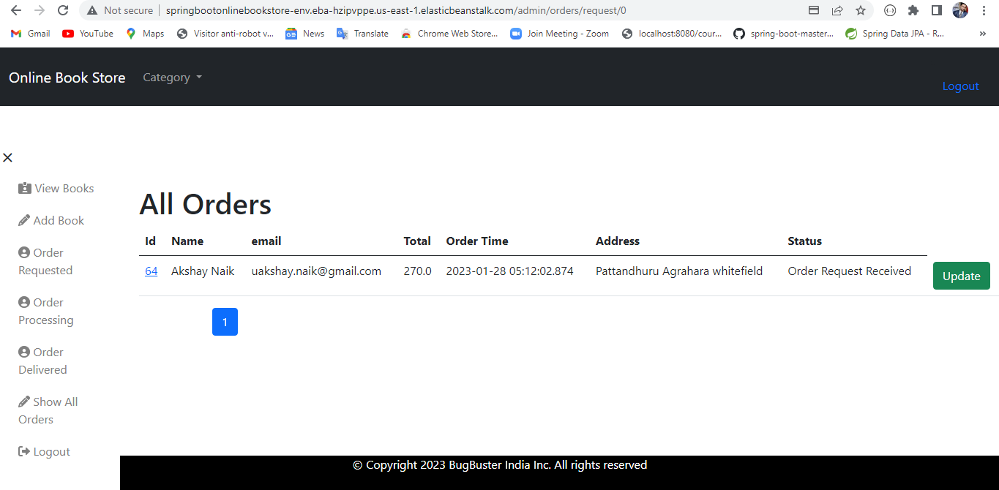 Not secure springbootonlinebookstore-env.eba-hzipvppe.us-east-1.elasticbeanstalk.com/admin/orders/request/0
Gmail YouTube Maps Visitor anti-robot v... News Translate Chrome Web Store... Join Meeting - Zoom localhost:8080/cour... spring-boot-master... Spring Data JPA - R... »
Online Book Store Category
Logout
View Books
Add Book
Order
Requested
Order
Processing
Order
Delivered
Show All
Orders
Logout
All Orders
Id Name email Total Order Time Address Status
64 Akshay Naik uakshay.naik@gmail.com 270.0 2023-01-28 05:12:02.874 Pattandhuru Agrahara whitefield Order Request Received Update
1
© Copyright 2023 BugBuster India Inc. All rights reserved